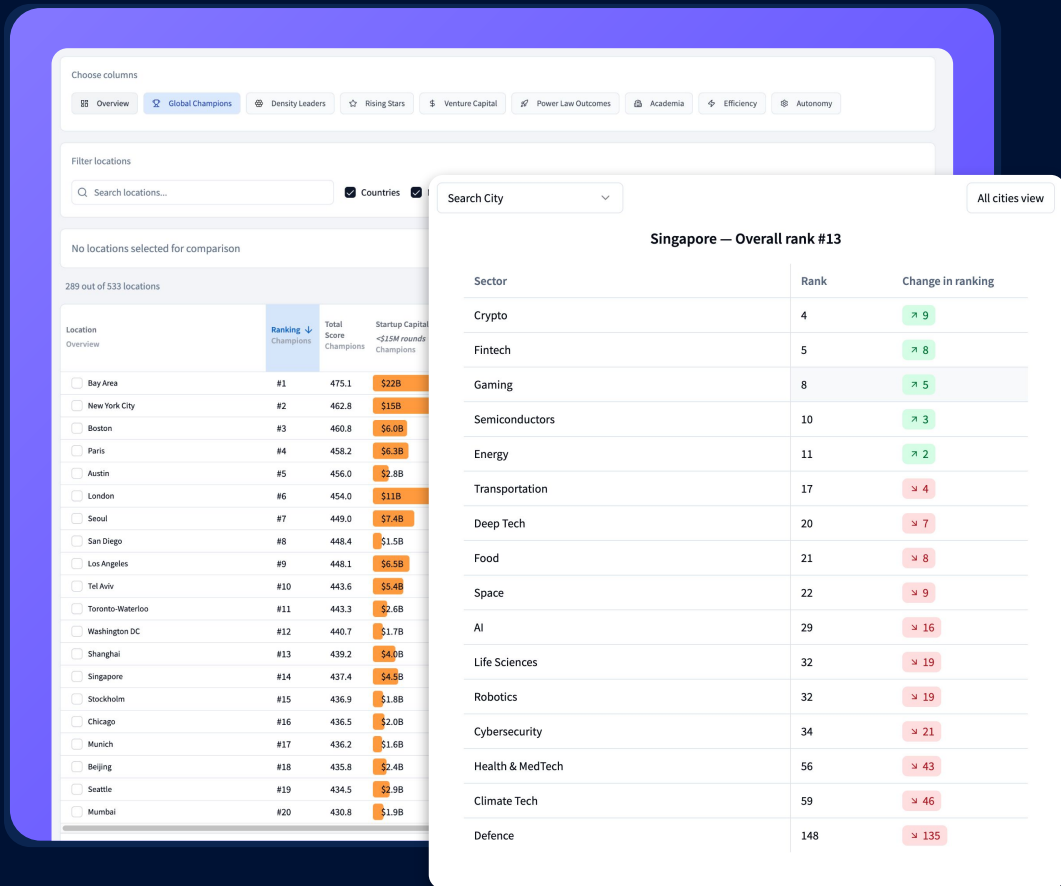 Choose columns
Overview Global Champions Density Leaders Rising Stars Venture Capital Power Law Outcomes Academia Efficiency Autonomy
Filter locations
Search locations... Countries
No locations selected for comparison
289 out of 533 locations
Location Overview
Ranking ↓ Champions
Total Score Champions
Startup Capital <$15M rounds Champions
Bay Area #1 475.1 $22B
New York City #2 462.8 $15B
Boston #3 460.8 $6.0B
Paris #4 458.2 $6.3B
Austin #5 456.0 $2.8B
London #6 454.0 $11B
Seoul #7 449.0 $7.4B
San Diego #8 448.4 $1.5B
Los Angeles #9 448.1 $6.5B
Tel Aviv #10 443.6 $5.4B
Toronto-Waterloo #11 443.3 $2.6B
Washington DC #12 440.7 $1.7B
Shanghai #13 439.2 $4.0B
Singapore #14 437.4 $4.5B
Stockholm #15 436.9 $1.8B
Chicago #16 436.5 $2.0B
Munich #17 436.2 $1.6B
Beijing #18 435.8 $2.4B
Seattle #19 434.5 $2.9B
Mumbai #20 430.8 $1.9B
Search City All cities view
Singapore — Overall rank #13
Sector Rank Change in ranking
Crypto 4 ↗ 9
Fintech 5 ↗ 8
Gaming 8 ↗ 5
Semiconductors 10 ↗ 3
Energy 11 ↗ 2
Transportation 17 ↘ 4
Deep Tech 20 ↘ 7
Food 21 ↘ 8
Space 22 ↘ 9
AI 29 ↘ 16
Life Sciences 32 ↘ 19
Robotics 32 ↘ 19
Cybersecurity 34 ↘ 21
Health & MedTech 56 ↘ 43
Climate Tech 59 ↘ 46
Defence 148 ↘ 135